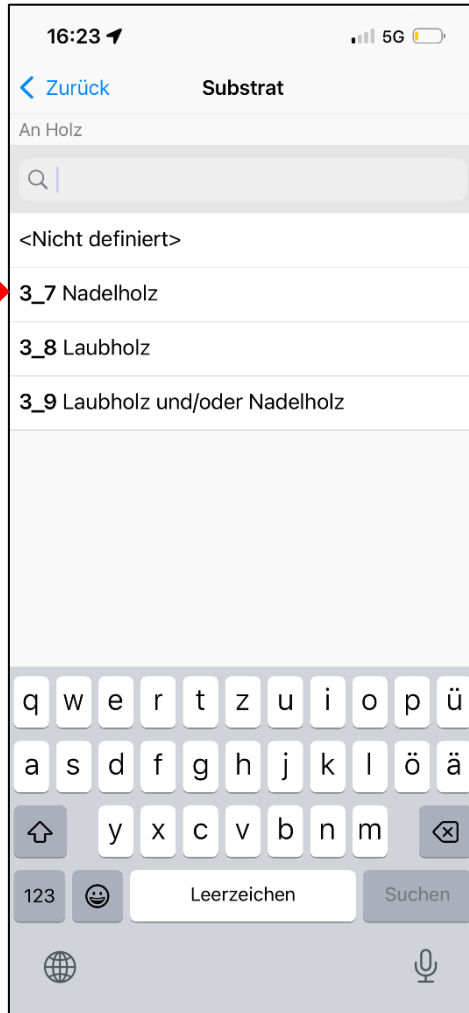 16:23 5G
Zurück Substrat
An Holz
<Nicht definiert>
3_7 Nadelholz
3_8 Laubholz
3_9 Laubholz und/oder Nadelholz
q w e r t z u i o p ü
a s d f g h j k l ö ä
y x c v b n m
123 Leerzeichen Suchen